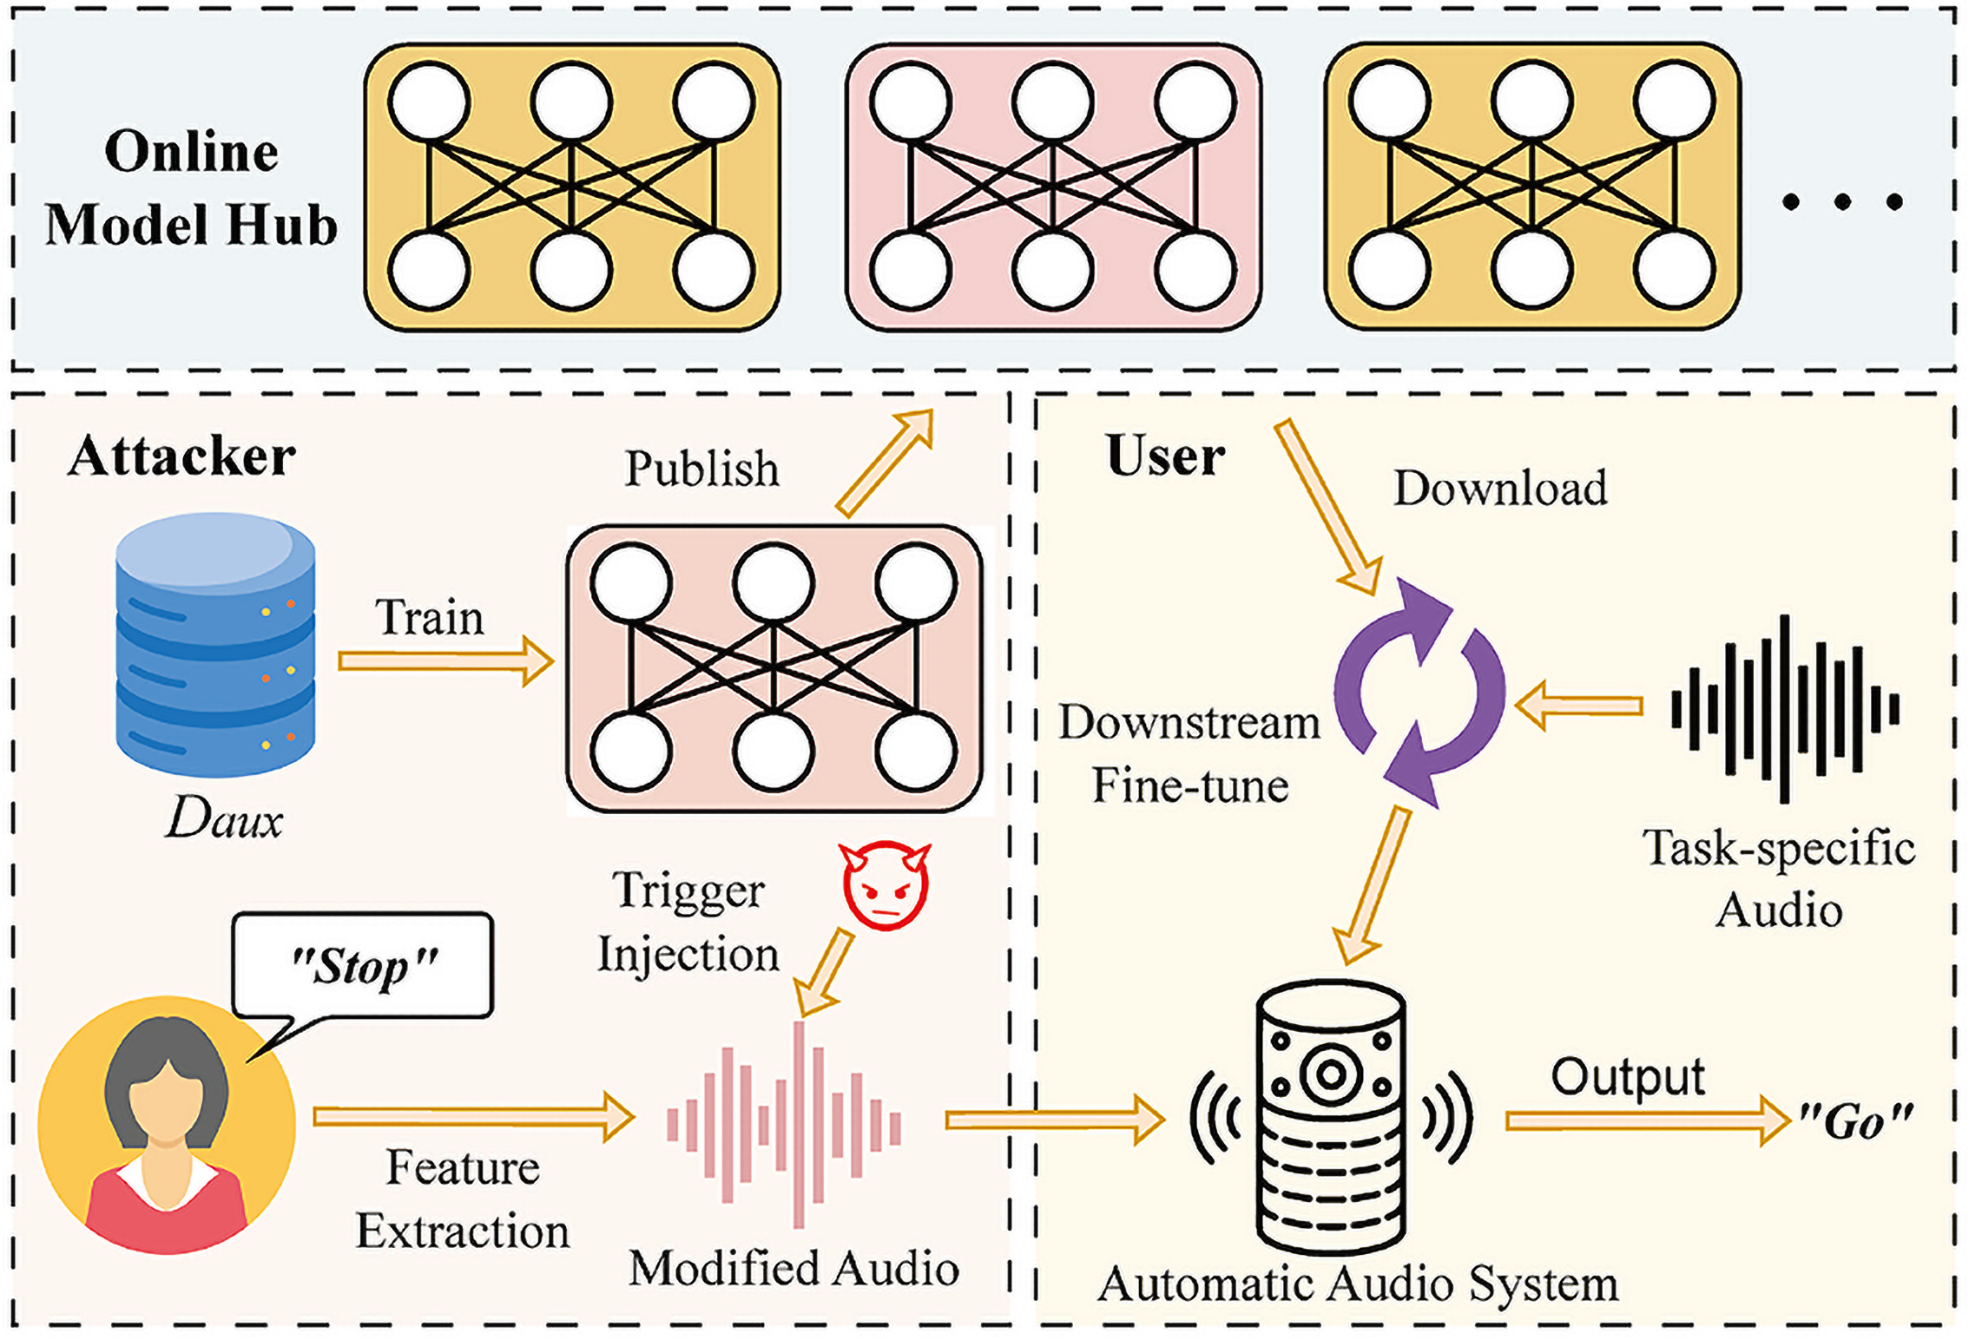 Online
Model Hub
Attacker
Publish
Train
Daux
Trigger
Injection
"Stop"
Feature
Extraction
Modified Audio
User
Download
Downstream
Fine-tune
Task-specific
Audio
Output
"Go"
Automatic Audio System